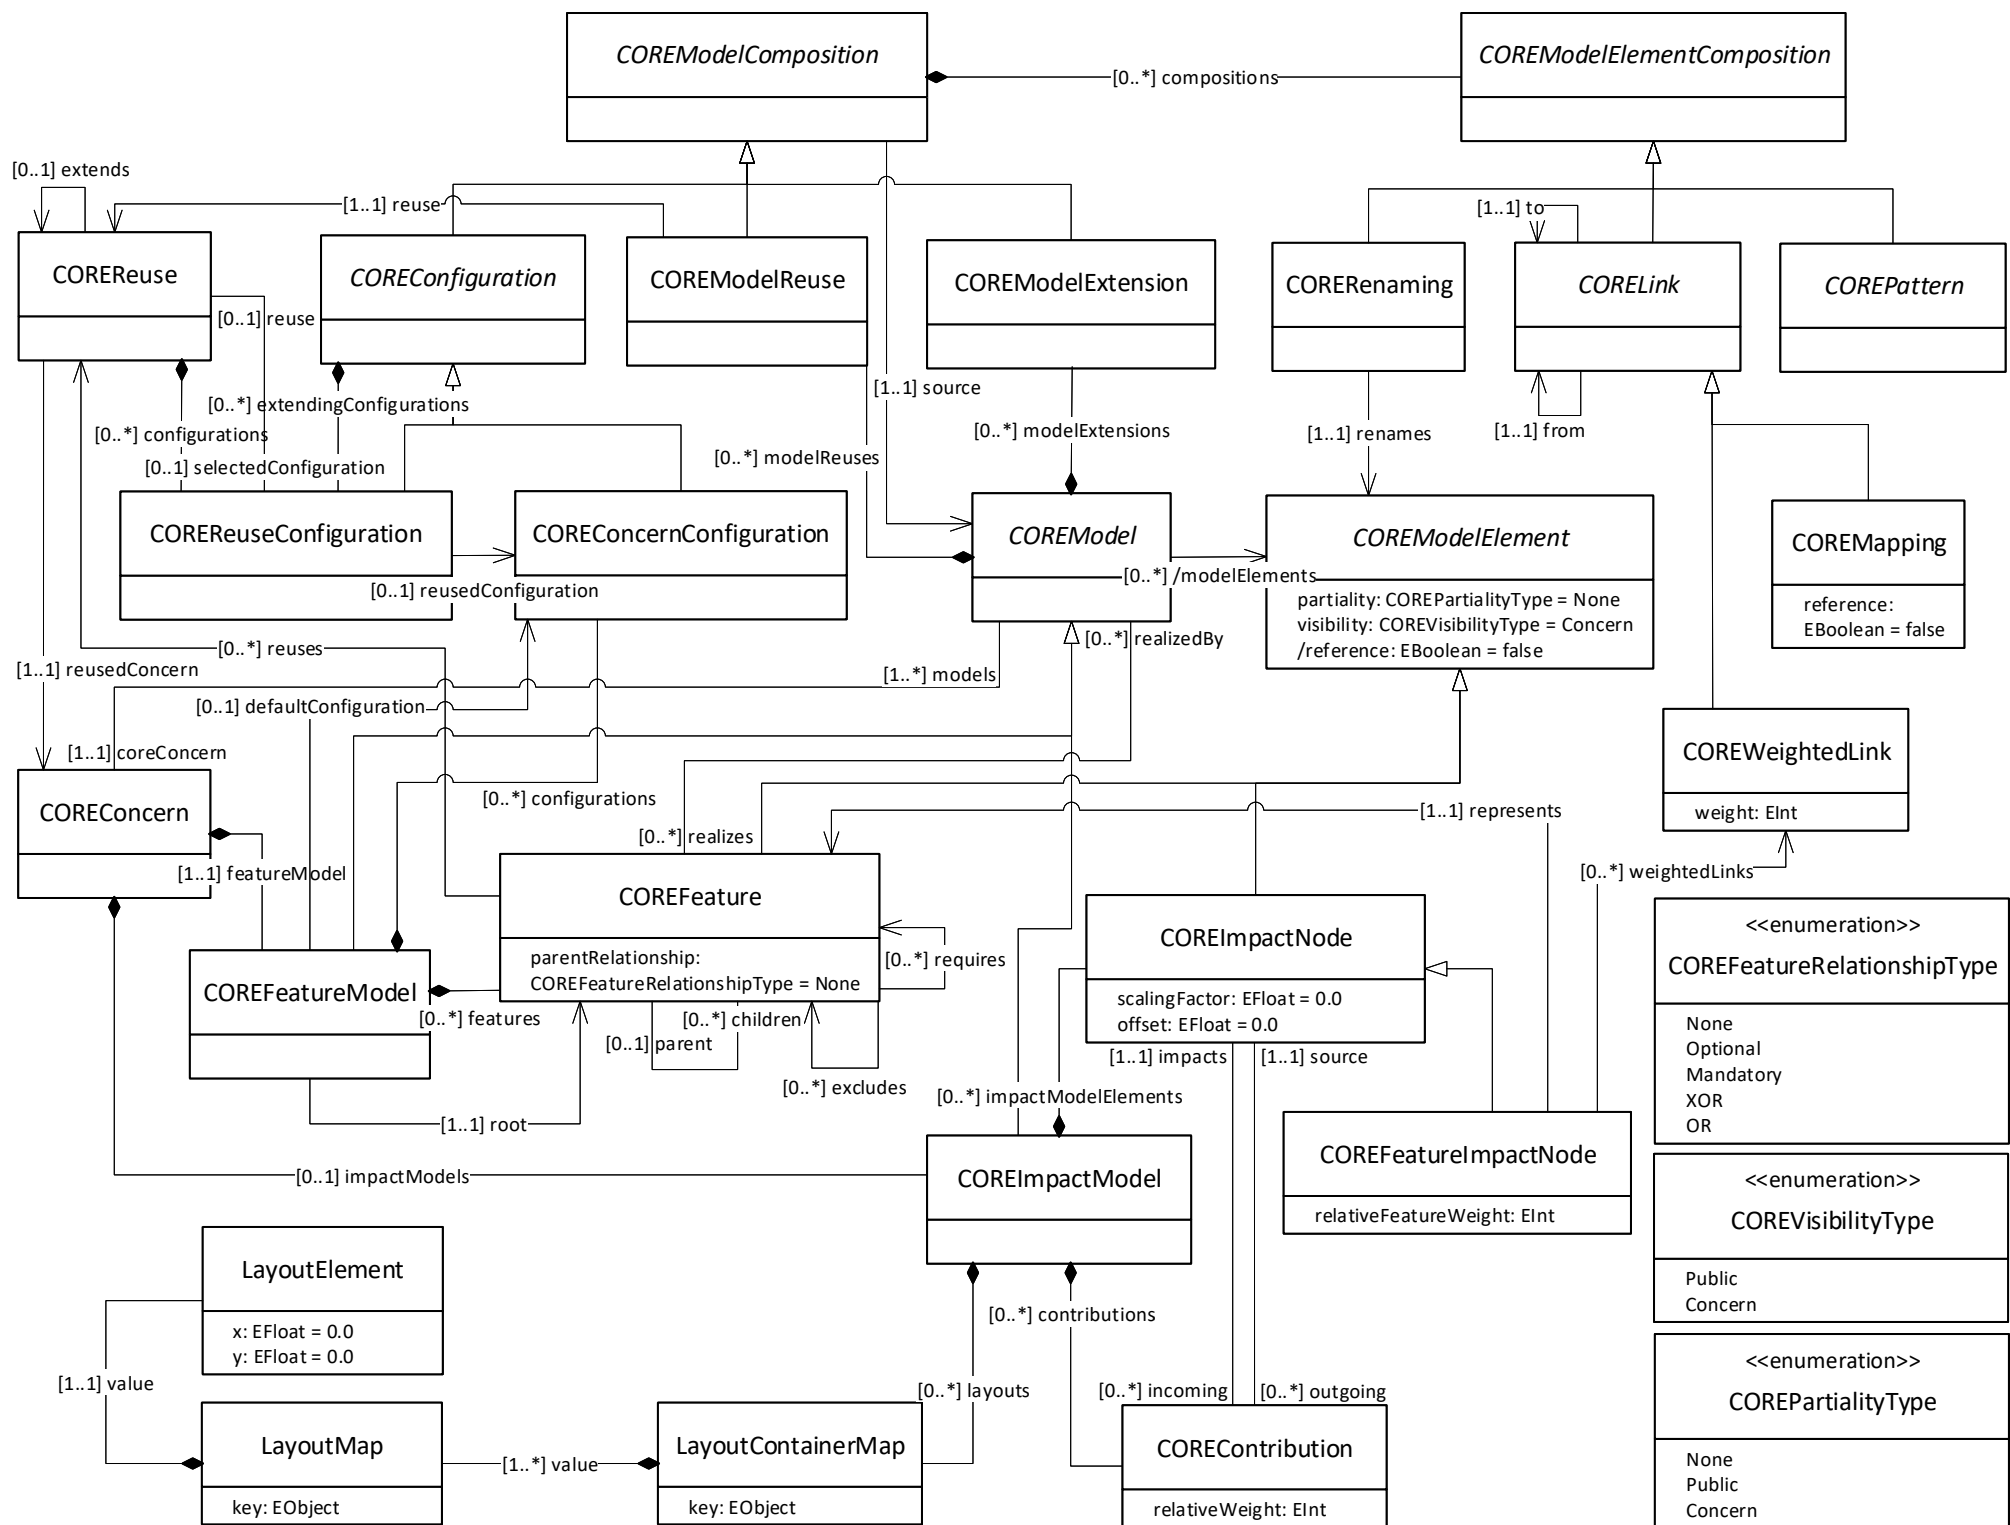 COREModelComposition
COREModelElementComposition
[0..*] compositions
[0..1] extends
[1..1] reuse
[1..1] to
COREReuse
COREConfiguration
COREModelReuse
COREModelExtension
CORERenaming
CORELink
COREPattern
[0..1] reuse
[1..1] source
[0..*] extendingConfigurations
[0..*] configurations
[0..*] modelExtensions
[1..1] renames
[1..1] from
[0..1] selectedConfiguration
[0..*] modelReuses
COREReuseConfiguration
COREConcernConfiguration
COREModel
COREModelElement
COREMapping
[0..*] /modelElements
[0..1] reusedConfiguration
partiality: COREPartialityType = None
visibility: COREVisibilityType = Concern
/reference: EBoolean = false
reference:
EBoolean = false
[0..*] reuses
[0..*] realizedBy
[1..1] reusedConcern
[1..*] models
[0..1] defaultConfiguration
[1..1] coreConcern
COREWeightedLink
weight: EInt
COREConcern
[0..*] configurations
[0..*] realizes
[1..1] represents
[1..1] featureModel
[0..*] weightedLinks
COREFeature
parentRelationship:
COREFeatureRelationshipType = None
[0..*] requires
COREImpactNode
scalingFactor: EFloat = 0.0
offset: EFloat = 0.0
<<enumeration>>
COREFeatureRelationshipType
None
Optional
Mandatory
XOR
OR
COREFeatureModel
[0..*] features
[0..*] children
[0..1] parent
[0..*] excludes
[1..1] impacts
[1..1] source
[0..*] impactModelElements
[1..1] root
COREFeatureImpactNode
relativeFeatureWeight: EInt
[0..1] impactModels
COREImpactModel
<<enumeration>>
COREVisibilityType
Public
Concern
LayoutElement
x: EFloat = 0.0
y: EFloat = 0.0
[0..*] contributions
[1..1] value
[0..*] layouts
[0..*] incoming
[0..*] outgoing
<<enumeration>>
COREPartialityType
None
Public
Concern
LayoutMap
key: EObject
[1..*] value
LayoutContainerMap
key: EObject
COREContribution
relativeWeight: EInt